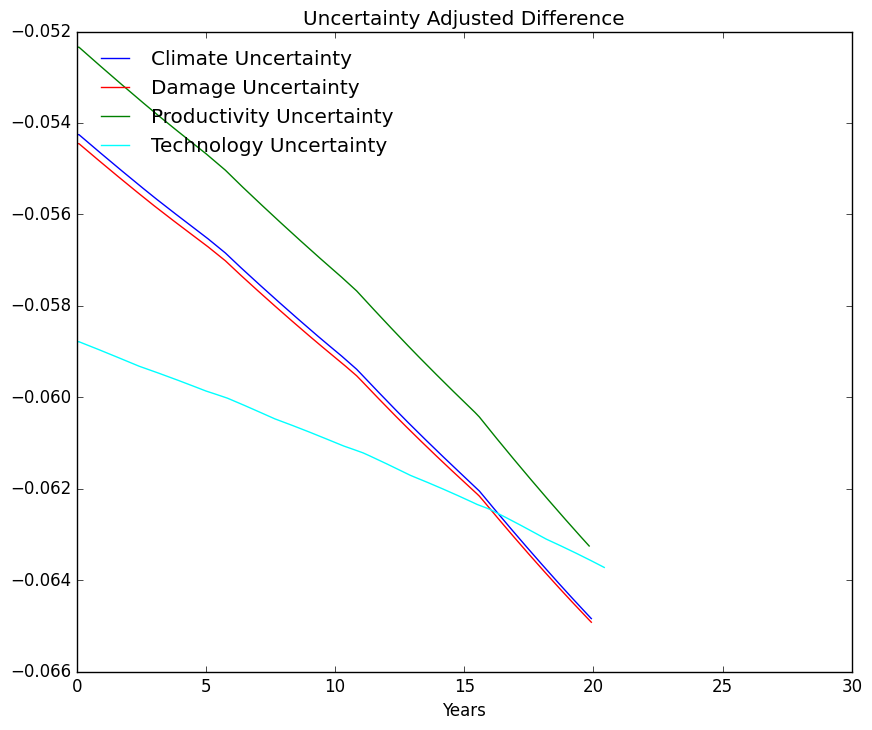 Uncertainty Adjusted Difference
−0.052
−0.054
−0.056
−0.058
−0.060
−0.062
−0.064
−0.066
Climate Uncertainty
Damage Uncertainty
Productivity Uncertainty
Technology Uncertainty
0 5 10 15 20 25 30
Years